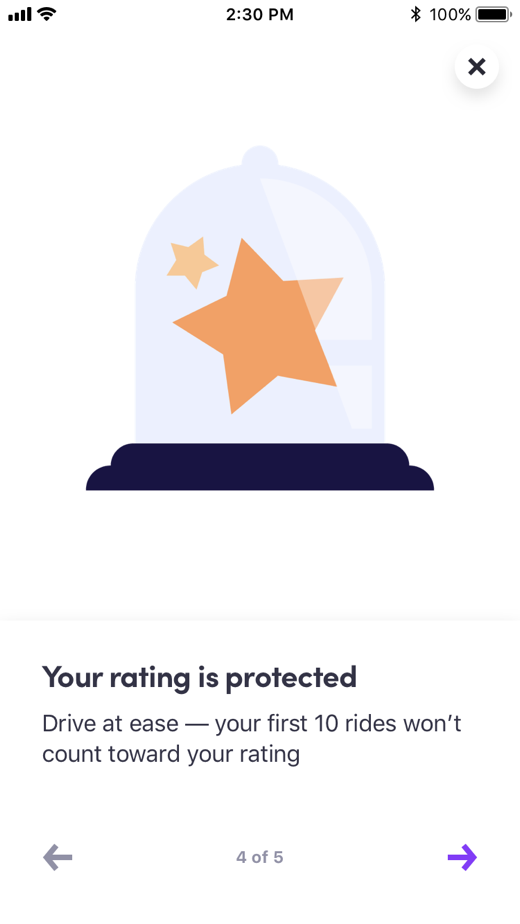 2:30 PM 100%
Your rating is protected
Drive at ease — your first 10 rides won’t
count toward your rating
4 of 5